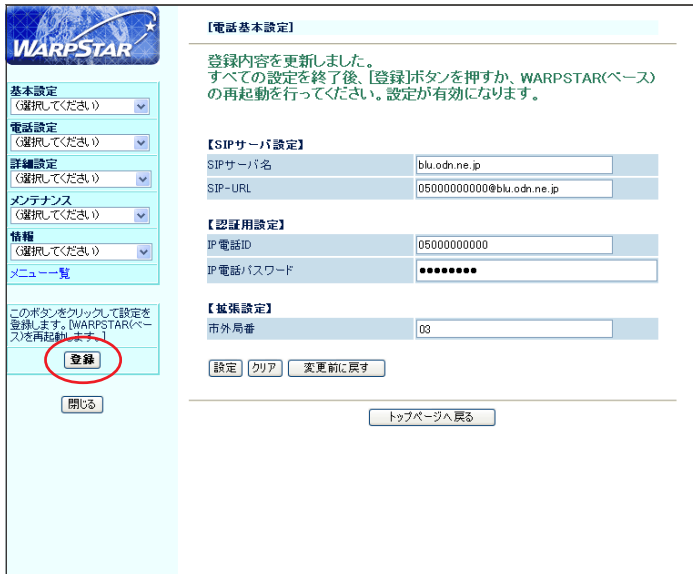 WARPSTAR
基本設定
(選択してください)
電話設定
(選択してください)
詳細設定
(選択してください)
メンテナンス
(選択してください)
情報
(選択してください)
メニュー一覧
このボタンをクリックして設定を
登録します。[WARPSTAR(ベー
ス)を再起動します。]
登録
閉じる
[電話基本設定]
登録内容を更新しました。
すべての設定を終了後、[登録]ボタンを押すか、WARPSTAR(ベース)
の再起動を行ってください。設定が有効になります。
【SIPサーバ設定】
SIPサーバ名 blu.odn.ne.jp
SIP-URL 05000000000@blu.odn.ne.jp
【認証用設定】
IP電話ID 05000000000
IP電話パスワード ●●●●●●●●
【拡張設定】
市外局番 03
設定 クリア 変更前に戻す
トップページへ戻る